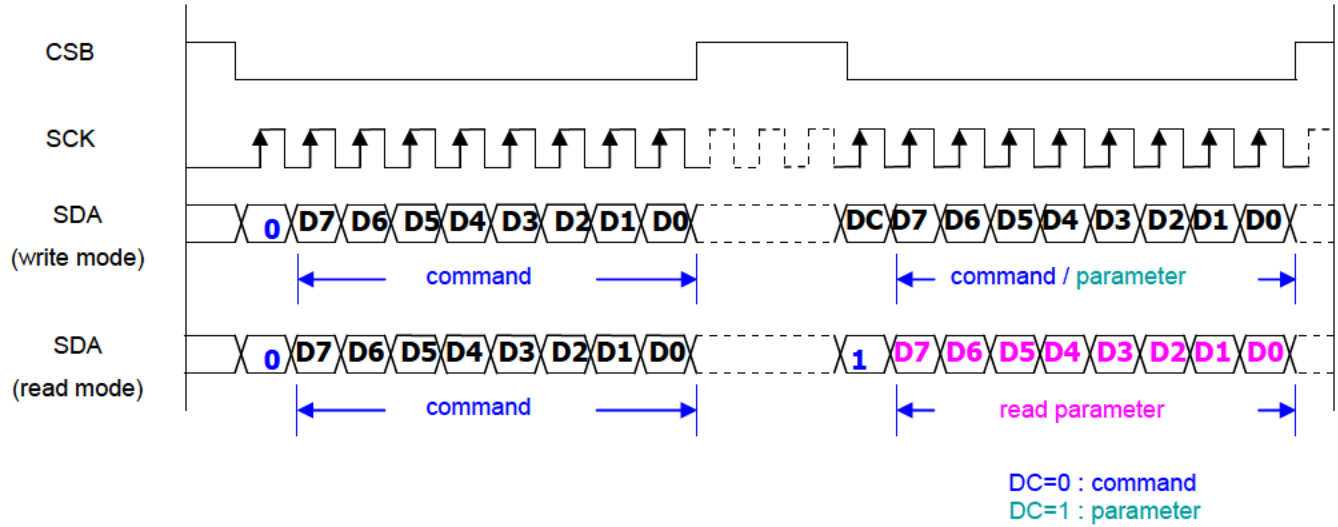 CSB
SCK
SDA
(write mode)
0 D7 D6 D5 D4 D3 D2 D1 D0 DC D7 D6 D5 D4 D3 D2 D1 D0
command command / parameter
SDA
(read mode)
0 D7 D6 D5 D4 D3 D2 D1 D0 1 D7 D6 D5 D4 D3 D2 D1 D0
command read parameter
DC=0 : command
DC=1 : parameter